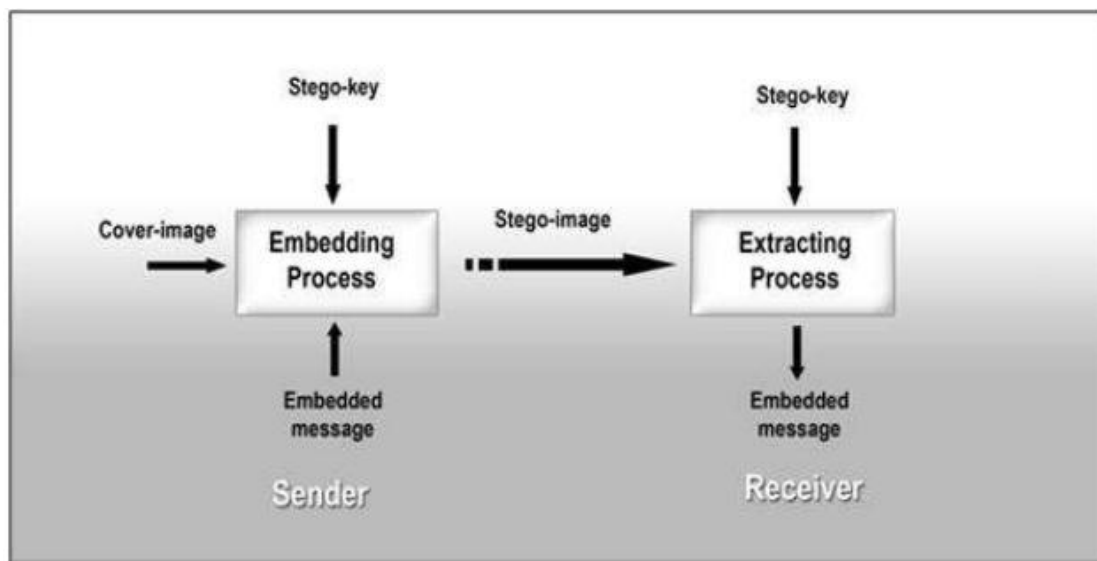 Stego-key
Stego-key
Cover-image
Embedding
Process
Stego-image
Extracting
Process
Embedded
message
Embedded
message
Sender
Receiver